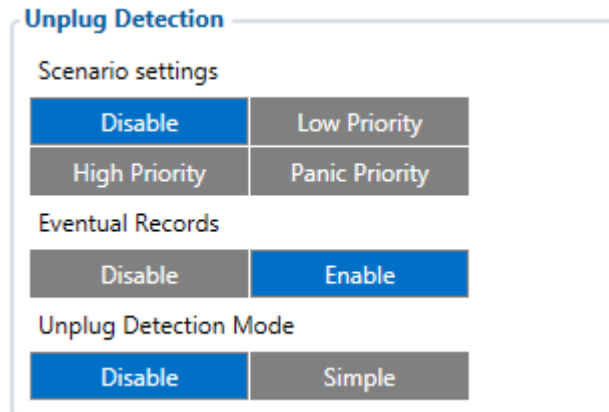 Unplug Detection
Scenario settings
Disable Low Priority
High Priority Panic Priority
Eventual Records
Disable Enable
Unplug Detection Mode
Disable Simple